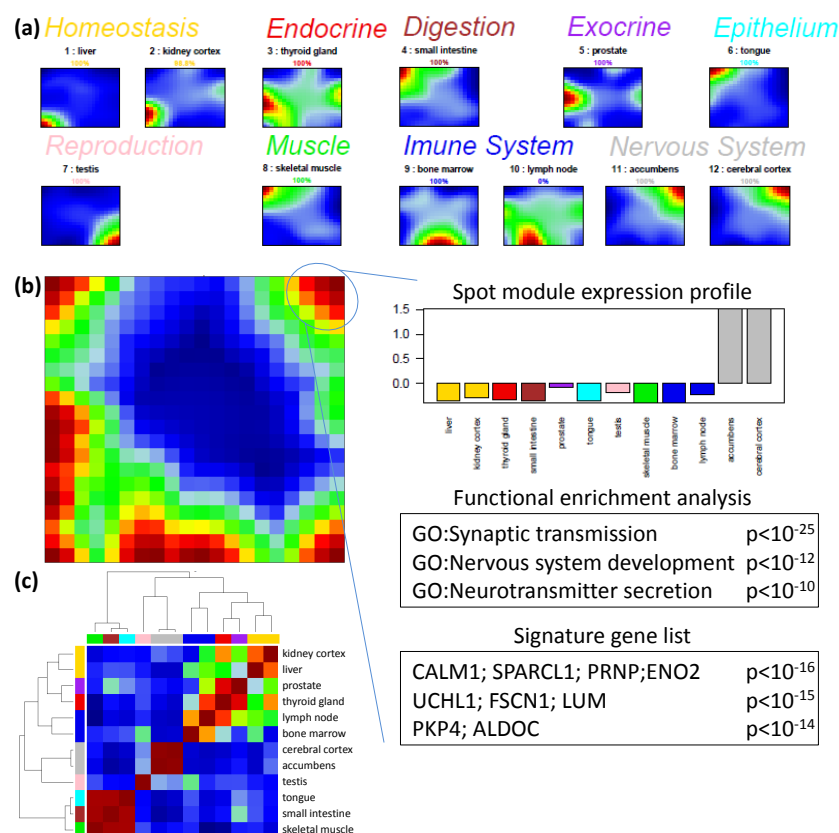 (a)
Homeostasis Endocrine Digestion Exocrine Epithelium
1 : liver 2 : kidney cortex 3 : thyroid gland 4 : small intestine 5 : prostate 6 : tongue
100% 98.8% 100% 100% 100% 100%
Reproduction Muscle Imune System Nervous System
7 : testis 8 : skeletal muscle 9 : bone marrow 10 : lymph node 11 : accumbens 12 : cerebral cortex
100% 100% 100% 0% 100% 100%
(b)
Spot module expression profile
1.5
1.0
0.5
0.0
liver kidney cortex thyroid gland small intestine prostate tongue testis skeletal muscle bone marrow lymph node accumbens cerebral cortex
Functional enrichment analysis
GO:Synaptic transmission p<10⁻²⁵
GO:Nervous system development p<10⁻¹²
GO:Neurotransmitter secretion p<10⁻¹⁰
Signature gene list
CALM1; SPARCL1; PRNP;ENO2 p<10⁻¹⁶
UCHL1; FSCN1; LUM p<10⁻¹⁵
PKP4; ALDOC p<10⁻¹⁴
(c)
kidney cortex
liver
prostate
thyroid gland
lymph node
bone marrow
cerebral cortex
accumbens
testis
tongue
small intestine
skeletal muscle